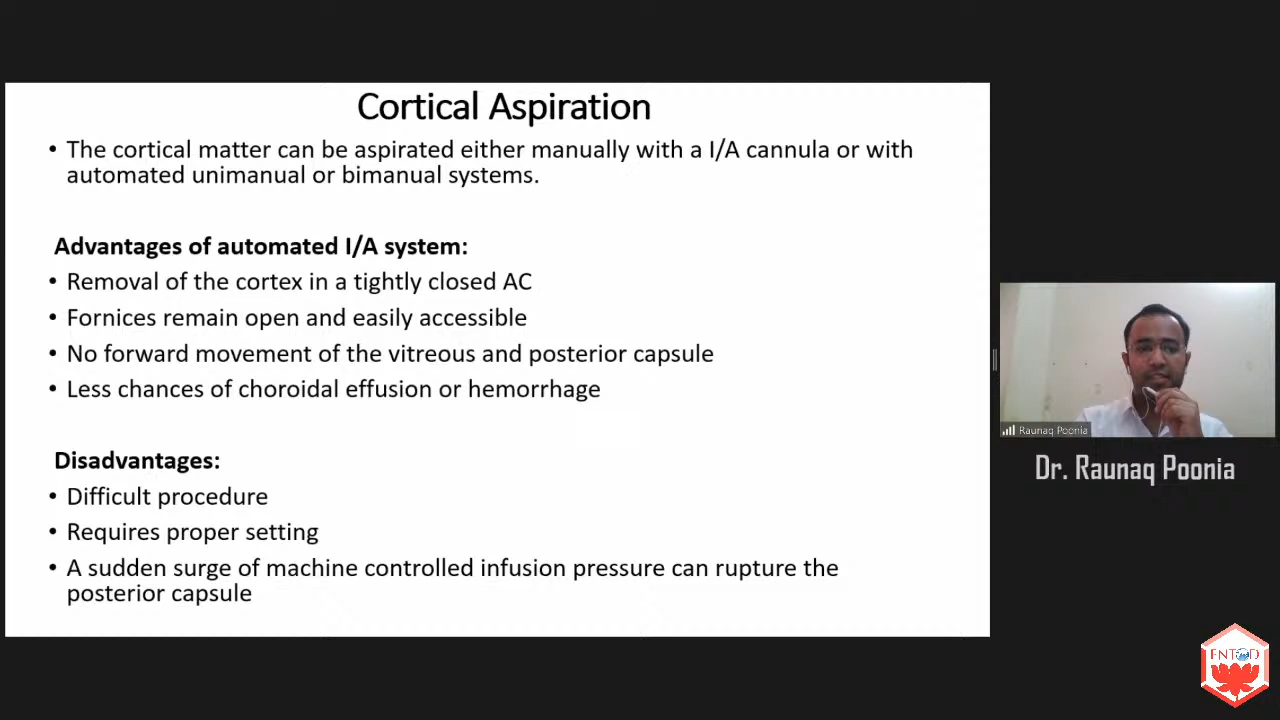 Cortical Aspiration
• The cortical matter can be aspirated either manually with a I/A cannula or with
automated unimanual or bimanual systems.
Advantages of automated I/A system:
• Removal of the cortex in a tightly closed AC
• Fornices remain open and easily accessible
• No forward movement of the vitreous and posterior capsule
• Less chances of choroidal effusion or hemorrhage
Disadvantages:
• Difficult procedure
• Requires proper setting
• A sudden surge of machine controlled infusion pressure can rupture the
posterior capsule
Raunaq Poonia
Dr. Raunaq Poonia
ENTOD